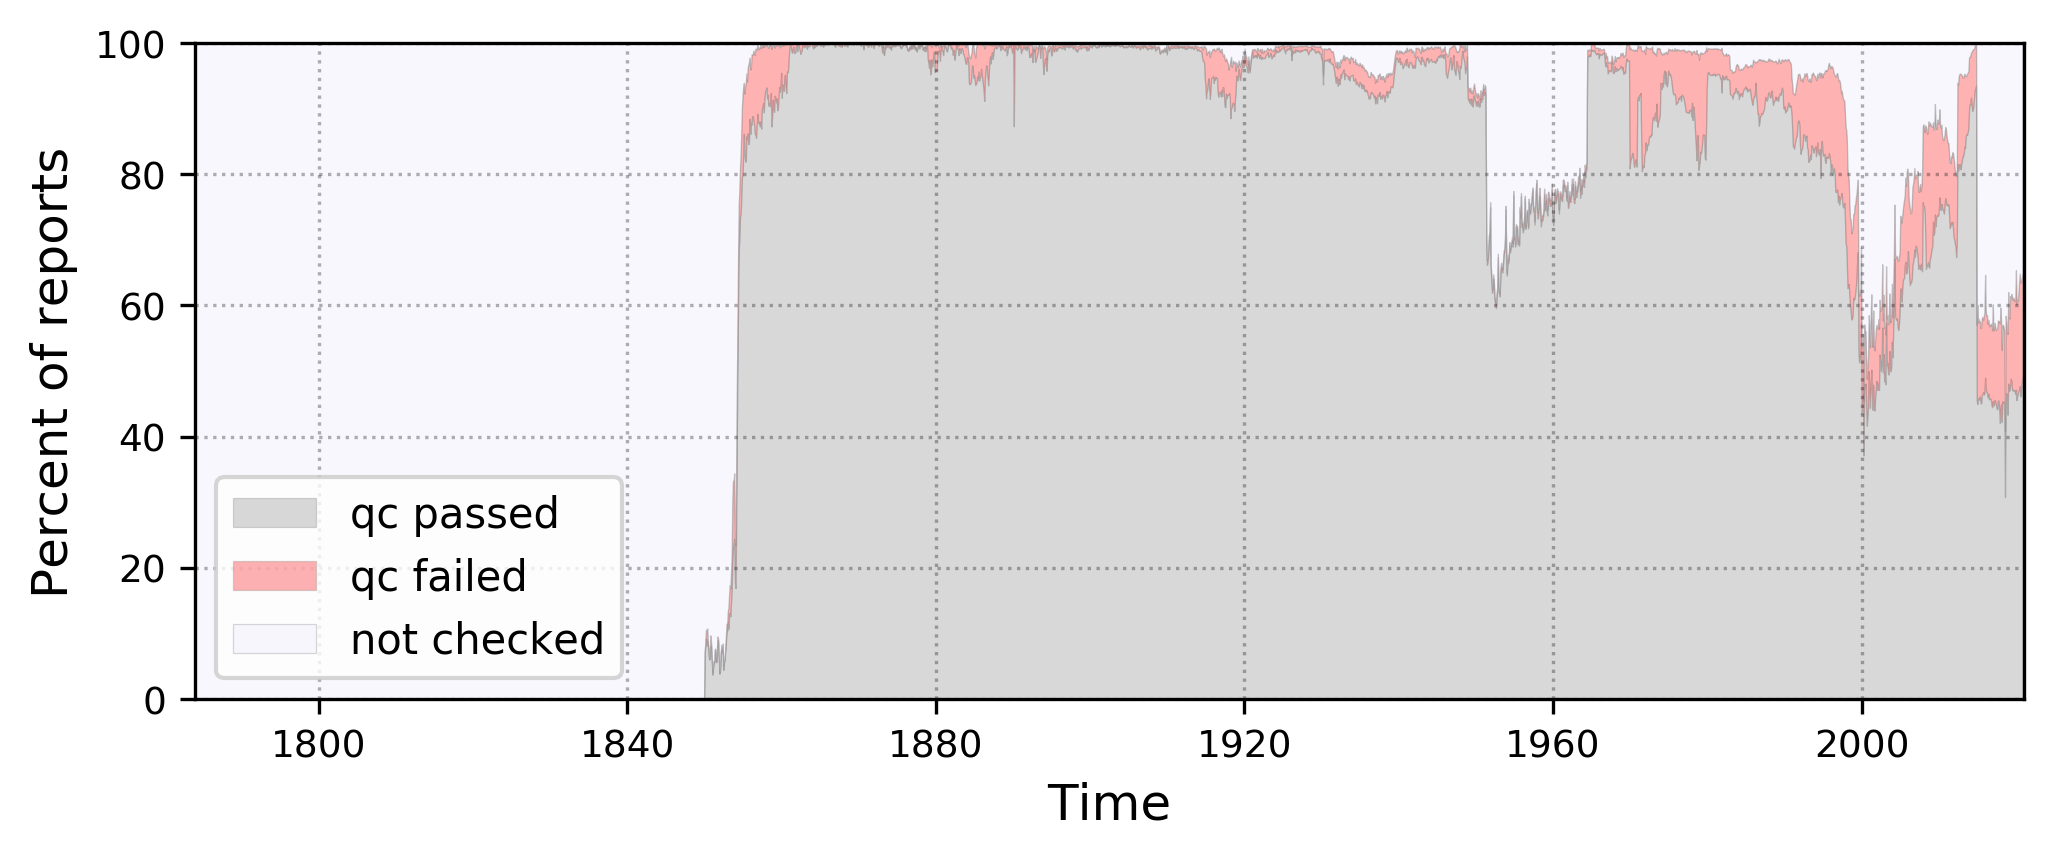 Percent of reports
100
80
60
40
20
0
qc passed
qc failed
not checked
1800 1840 1880 1920 1960 2000
Time